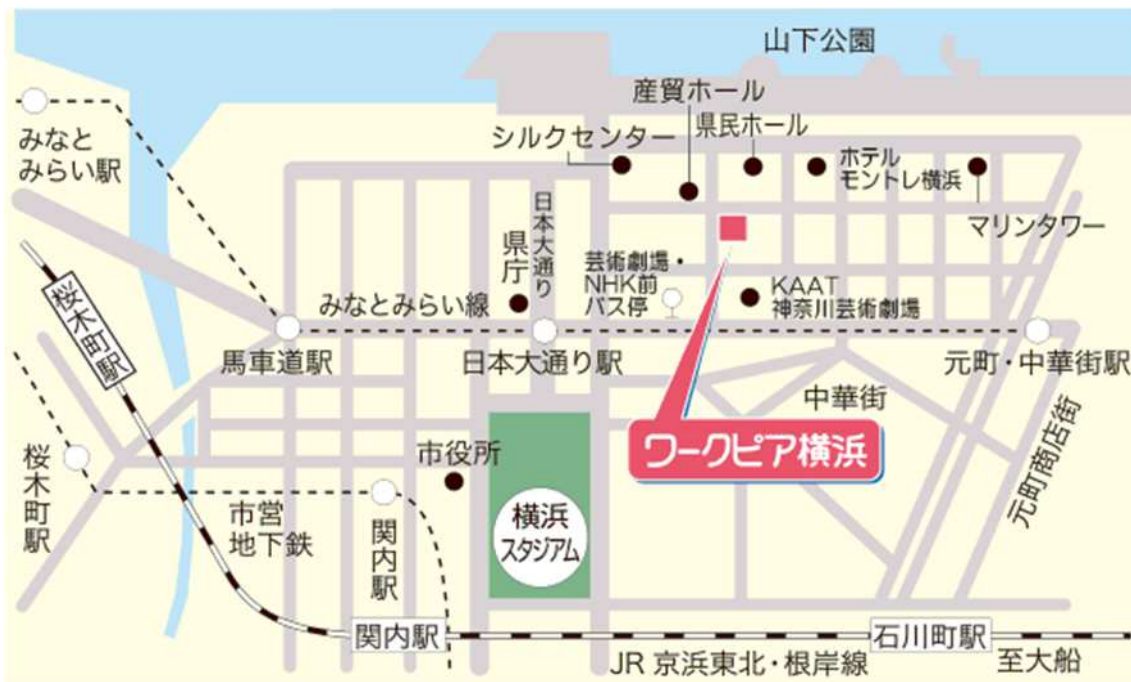 山下公園
産貿ホール
シルクセンター
県民ホール
ホテル
モントレ横浜
マリンタワー
みなと
みらい駅
日本大通り
県庁
芸術劇場・
NHK前
バス停
KAAT
神奈川芸術劇場
みなとみらい線
桜木町駅
馬車道駅
日本大通り駅
元町・中華街駅
中華街
ワークピア横浜
元町商店街
市役所
桜木町駅
市営
地下鉄
関内駅
横浜
スタジアム
関内駅
石川町駅
JR 京浜東北・根岸線
至大船